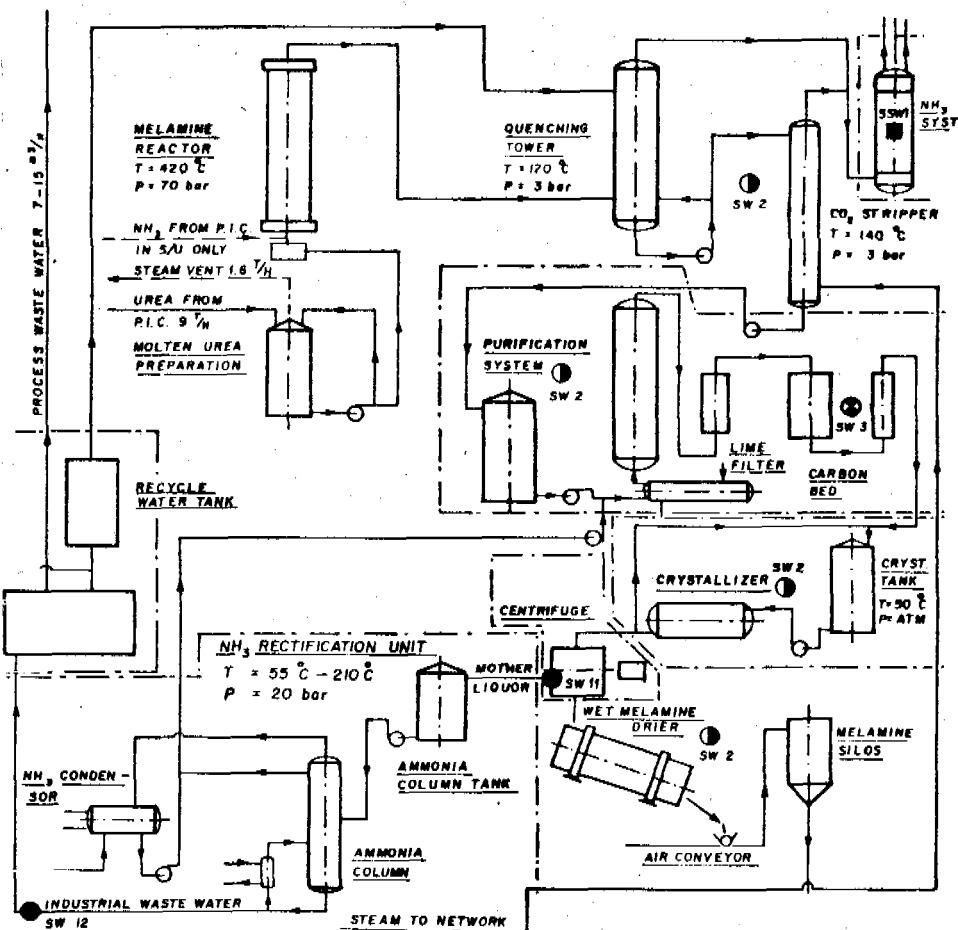 PROCESS WASTE WATER 7-15 m³/h
MELAMINE
REACTOR
T = 420 °C
P = 70 bar
NH₃ FROM P.I.C.
IN S/U ONLY
STEAM VENT 1.6 T/H
UREA FROM
P.I.C. 9 T/H
MOLTEN UREA
PREPARATION
QUENCHING
TOWER
T = 120 °C
P = 3 bar
SW 2
SSW1
NH₃
SYST
CO₂ STRIPPER
T = 140 °C
P = 3 bar
PURIFICATION
SYSTEM
SW 2
LIME
FILTER
SW 3
CARBON
BED
RECYCLE
WATER TANK
CRYSTALLIZER
SW 2
CRYST.
TANK
T=50 °C
P=ATM
CENTRIFUGE
NH₃ RECTIFICATION UNIT
T = 55 °C - 210 °C
P = 20 bar
MOTHER
LIQUOR
SW 11
WET MELAMINE
DRIER
SW 2
MELAMINE
SILOS
AMMONIA
COLUMN TANK
NH₃ CONDEN-
SOR
AMMONIA
COLUMN
AIR CONVEYOR
INDUSTRIAL WASTE WATER
SW 12
STEAM TO NETWORK